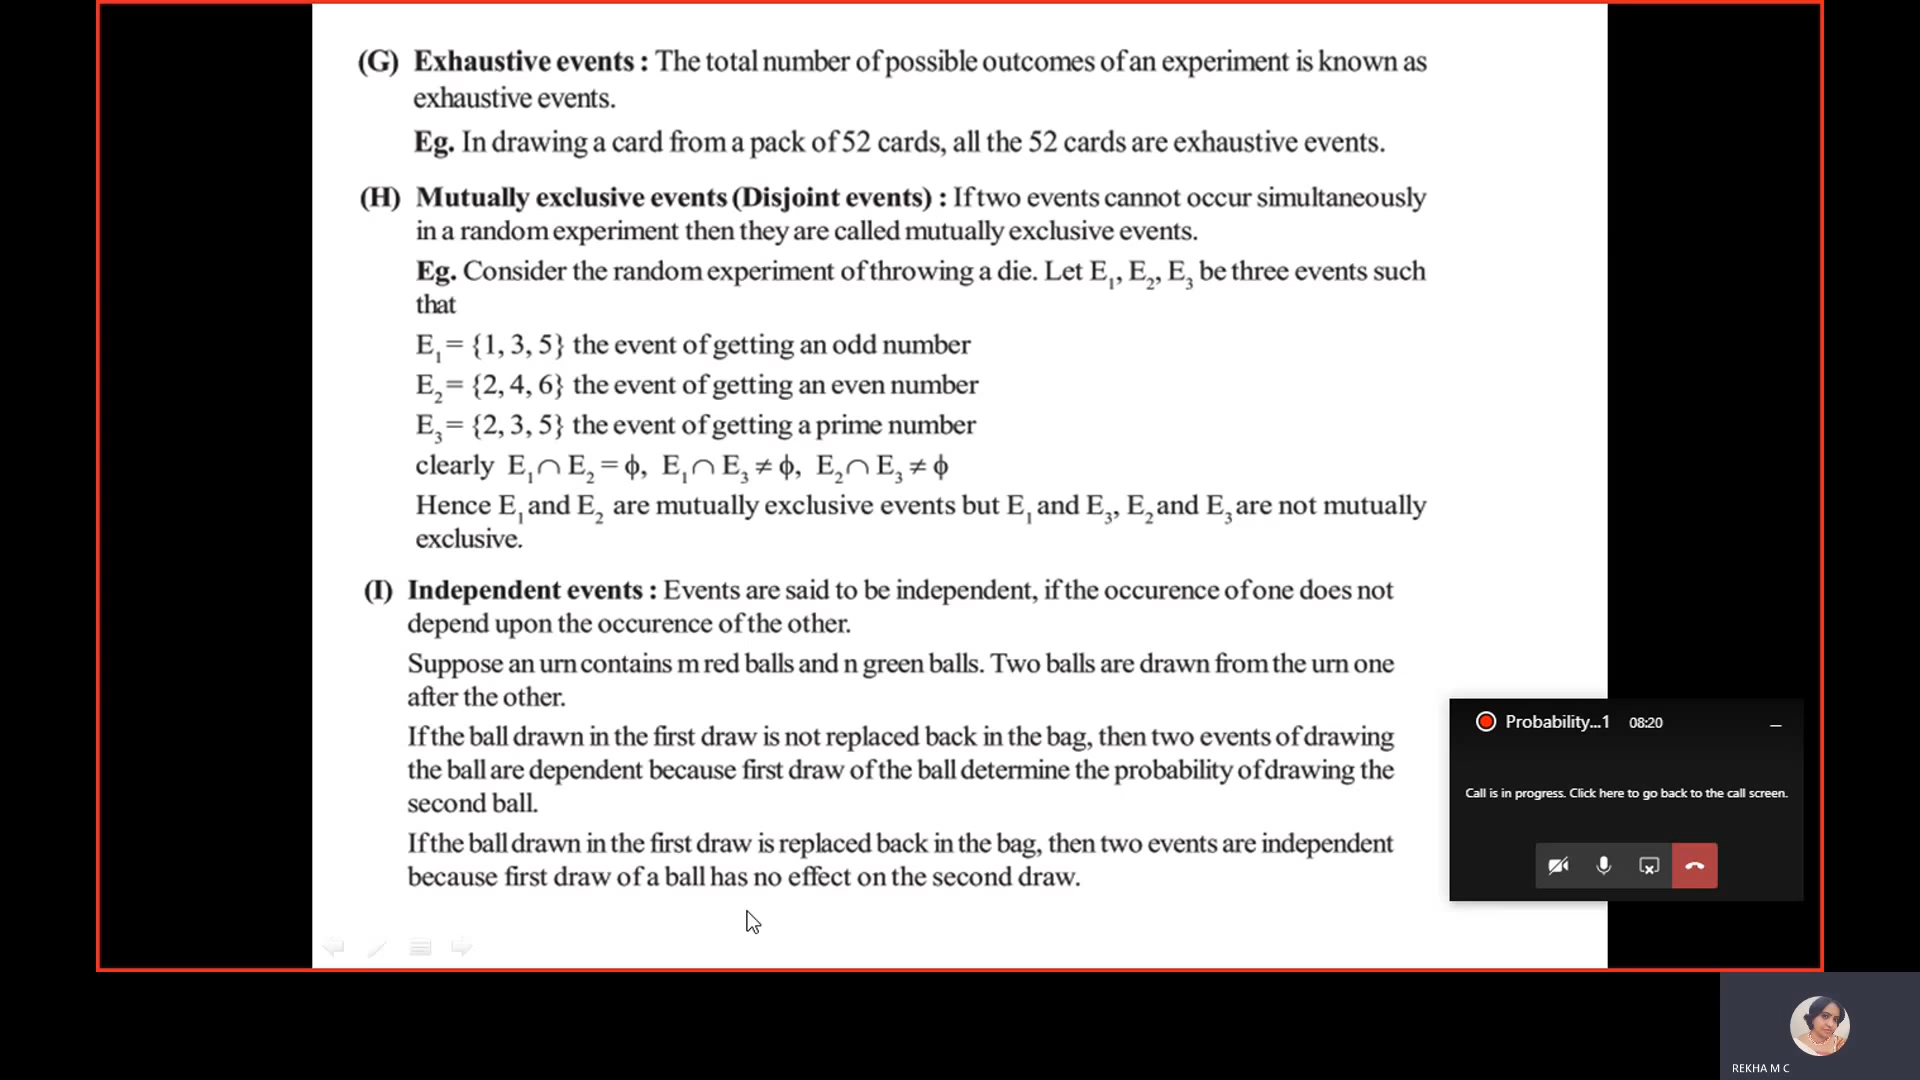 (G) Exhaustive events : The total number of possible outcomes of an experiment is known as
exhaustive events.
Eg. In drawing a card from a pack of 52 cards, all the 52 cards are exhaustive events.
(H) Mutually exclusive events (Disjoint events) : If two events cannot occur simultaneously
in a random experiment then they are called mutually exclusive events.
Eg. Consider the random experiment of throwing a die. Let E₁, E₂, E₃ be three events such
that
E₁ = {1, 3, 5} the event of getting an odd number
E₂ = {2, 4, 6} the event of getting an even number
E₃ = {2, 3, 5} the event of getting a prime number
clearly E₁∩ E₂ = ϕ, E₁∩ E₃ ≠ ϕ, E₂∩ E₃ ≠ ϕ
Hence E₁ and E₂ are mutually exclusive events but E₁ and E₃, E₂ and E₃ are not mutually
exclusive.
(I) Independent events : Events are said to be independent, if the occurence of one does not
depend upon the occurence of the other.
Suppose an urn contains m red balls and n green balls. Two balls are drawn from the urn one
after the other.
If the ball drawn in the first draw is not replaced back in the bag, then two events of drawing
the ball are dependent because first draw of the ball determine the probability of drawing the
second ball.
If the ball drawn in the first draw is replaced back in the bag, then two events are independent
because first draw of a ball has no effect on the second draw.
Probability...1 08:20
Call is in progress. Click here to go back to the call screen.
REKHA M C